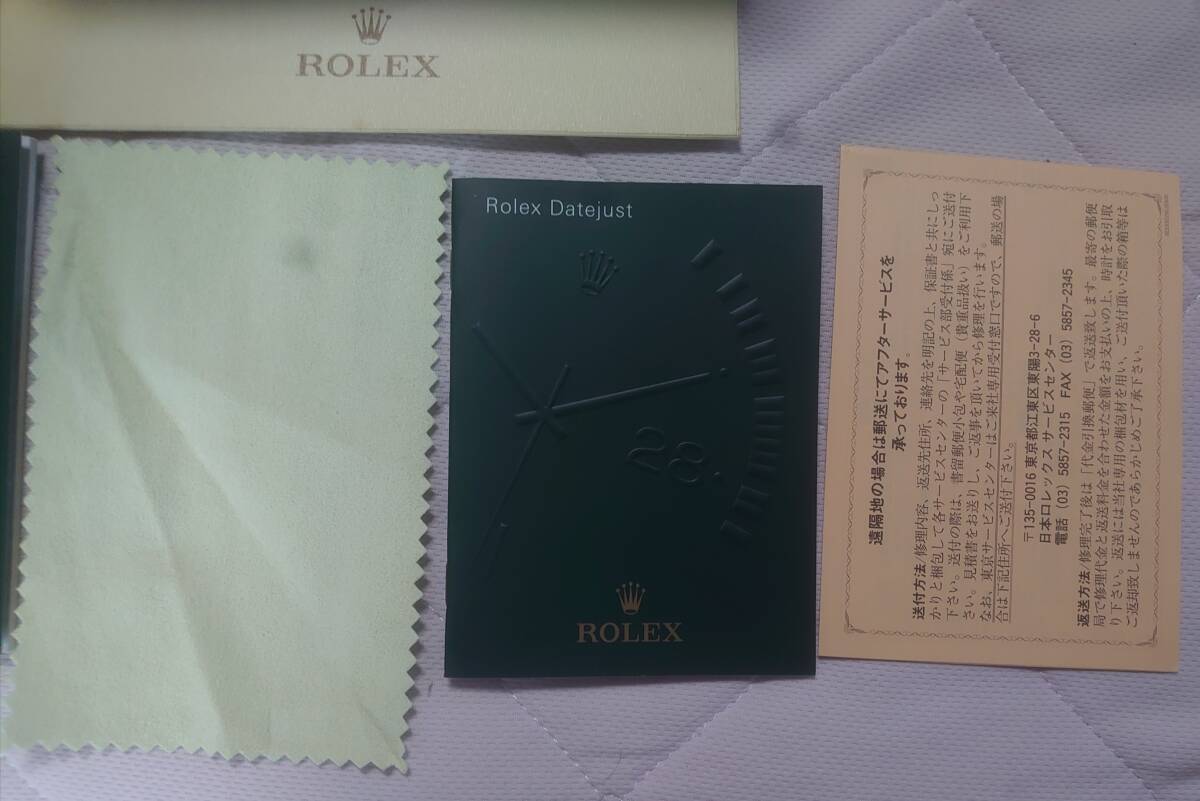 ROLEX
Rolex Datejust
28
ROLEX
遠隔地の場合は郵送にてアフターサービスを
承っております。
送付方法/修理内容、返送先住所、連絡先を明記の上、保証書と共にしっ
かりと梱包して各サービスセンターの「サービス部受付係」宛にご送付
下さい。送付の際は、書留郵便小包や宅配便(貴重品扱い)をご利用下
さい。見積書をお送りし、ご返事を頂いてから修理を行います。
なお、東京サービスセンターはご来社専用受付窓口ですので、郵送の場
合は下記住所へご送付下さい。
〒135-0016 東京都江東区東陽3-28-6
日本ロレックス サービスセンター
電話 (03) 5857-2315 FAX (03) 5857-2345
返送方法/修理完了後は「代金引換郵便」で返送致します。最寄の郵便
局で修理代金と返送料金を合わせた金額をお支払いの上、時計をお引取
り下さい。返送には当社専用の梱包材を用い、ご送付頂いた際の箱等は
ご返却致しませんのであらかじめご了承下さい。